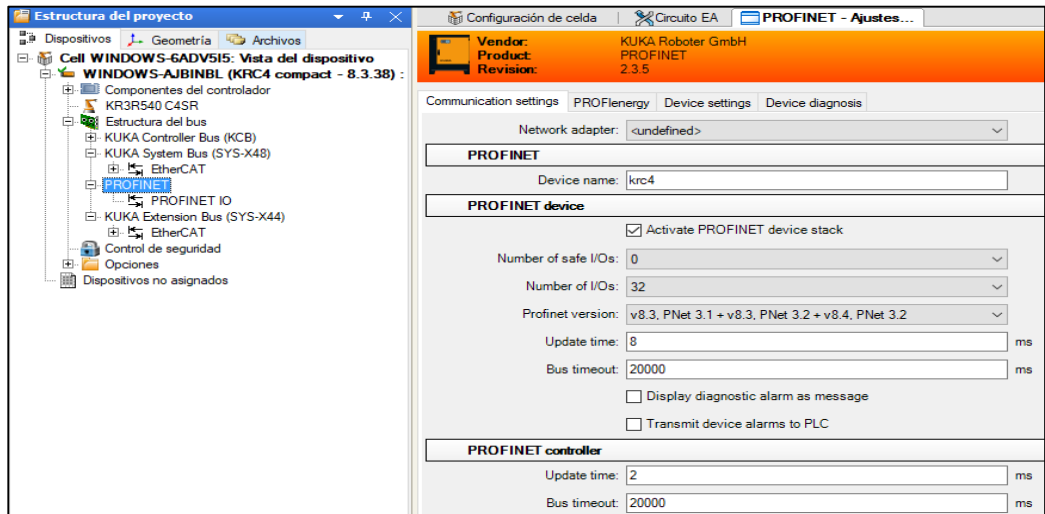 Estructura del proyecto
Dispositivos Geometría Archivos
Cell WINDOWS-6ADV5I5: Vista del dispositivo
WINDOWS-AJBINBL (KRC4 compact - 8.3.38) :
Componentes del controlador
KR3R540 C4SR
Estructura del bus
KUKA Controller Bus (KCB)
KUKA System Bus (SYS-X48)
EtherCAT
PROFINET
PROFINET IO
KUKA Extension Bus (SYS-X44)
EtherCAT
Control de seguridad
Opciones
Dispositivos no asignados
Configuración de celda Circuito EA PROFINET - Ajustes...
Vendor: KUKA Roboter GmbH
Product: PROFINET
Revision: 2.3.5
Communication settings PROFIenergy Device settings Device diagnosis
Network adapter: <undefined>
PROFINET
Device name: krc4
PROFINET device
Activate PROFINET device stack
Number of safe I/Os: 0
Number of I/Os: 32
Profinet version: v8.3, PNet 3.1 + v8.3, PNet 3.2 + v8.4, PNet 3.2
Update time: 8 ms
Bus timeout: 20000 ms
Display diagnostic alarm as message
Transmit device alarms to PLC
PROFINET controller
Update time: 2 ms
Bus timeout: 20000 ms